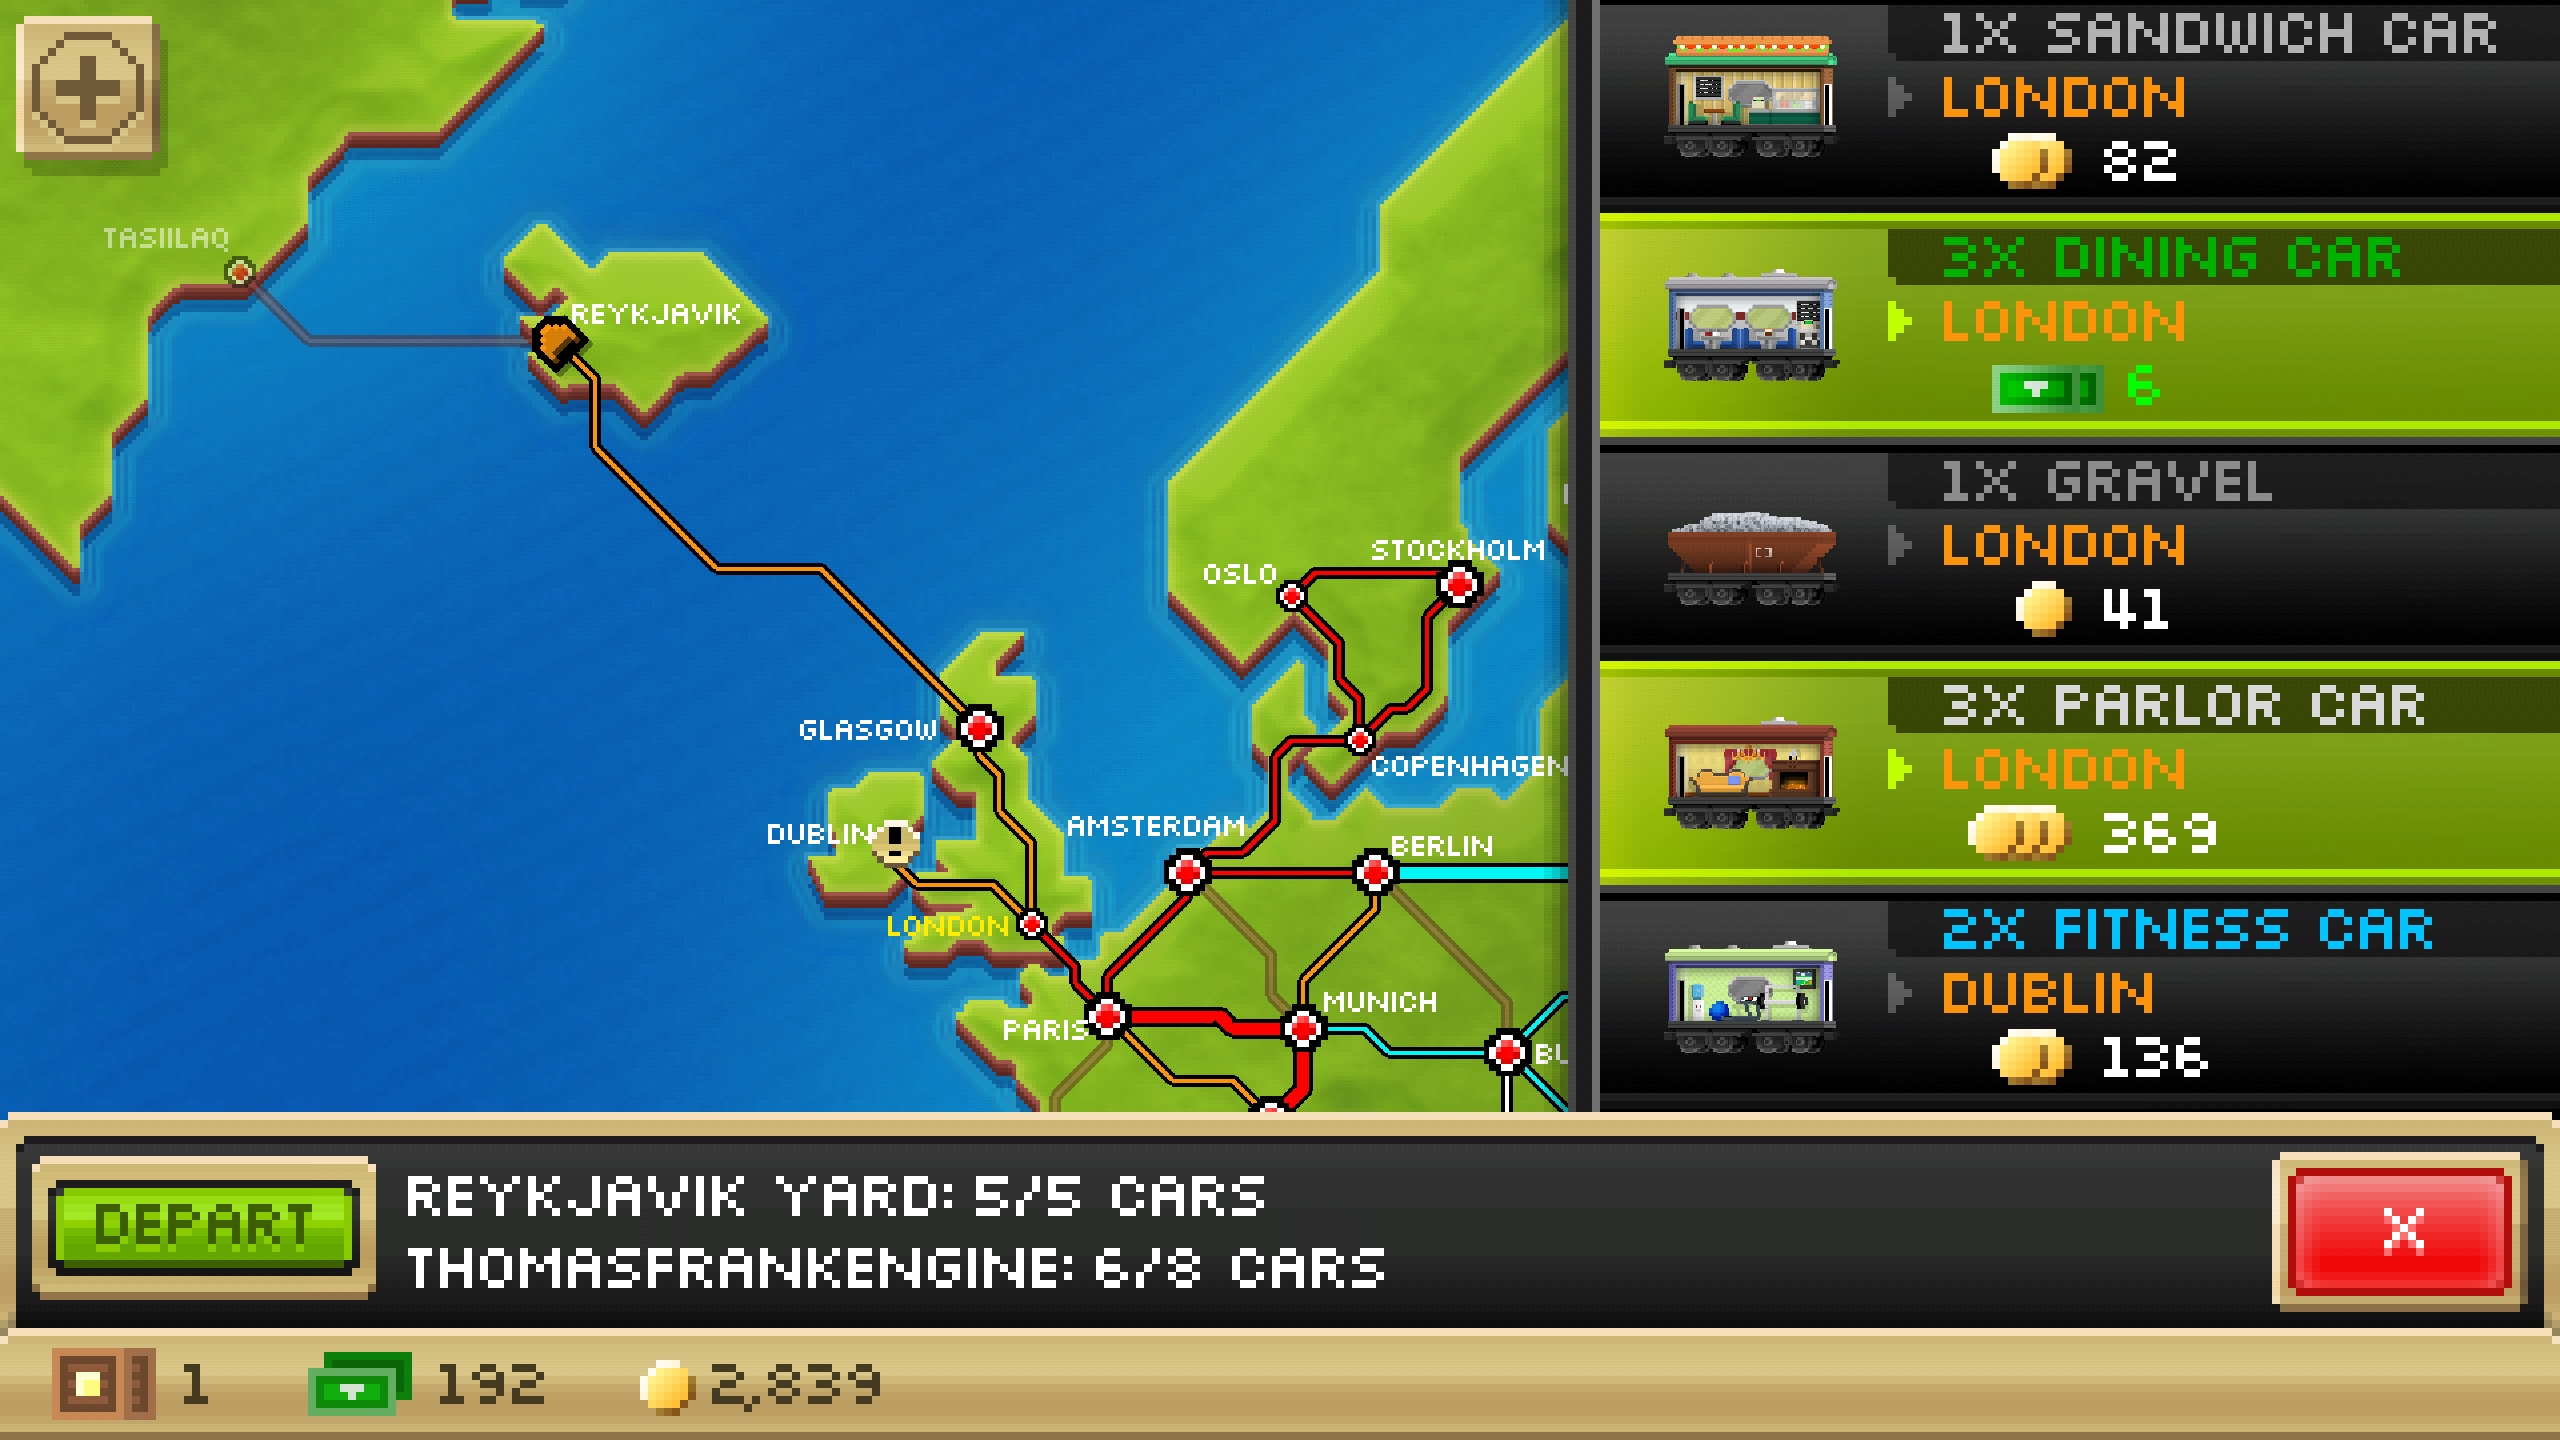 TASIILAQ
REYKJAVIK
STOCKHOLM
OSLO
GLASGOW
COPENHAGEN
DUBLIN
AMSTERDAM
BERLIN
LONDON
MUNICH
PARIS
BU
1X SANDWICH CAR
LONDON
82
3X DINING CAR
LONDON
6
1X GRAVEL
LONDON
41
3X PARLOR CAR
LONDON
369
2X FITNESS CAR
DUBLIN
136
DEPART
REYKJAVIK YARD: 5/5 CARS
THOMASFRANKENGINE: 6/8 CARS
X
1
192
2,839